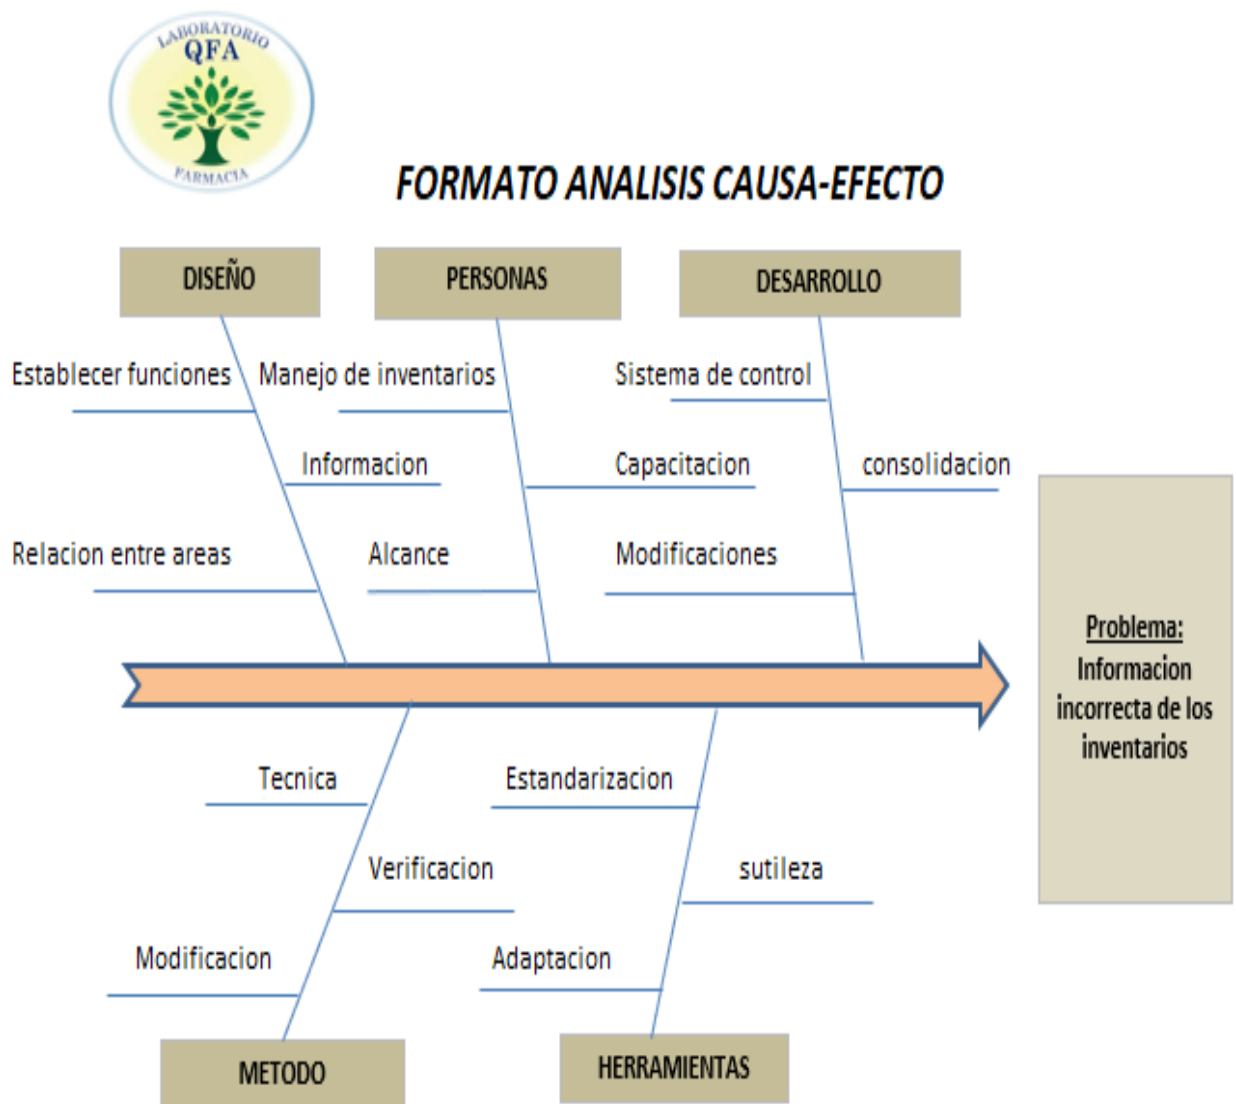 LABORATORIO
QFA
FARMACIA
FORMATO ANALISIS CAUSA-EFECTO
DISEÑO
PERSONAS
DESARROLLO
Establecer funciones
Manejo de inventarios
Sistema de control
Informacion
Capacitacion
consolidacion
Relacion entre areas
Alcance
Modificaciones
Problema:
Informacion
incorrecta de los
inventarios
Tecnica
Estandarizacion
Verificacion
sutileza
Modificacion
Adaptacion
METODO
HERRAMIENTAS